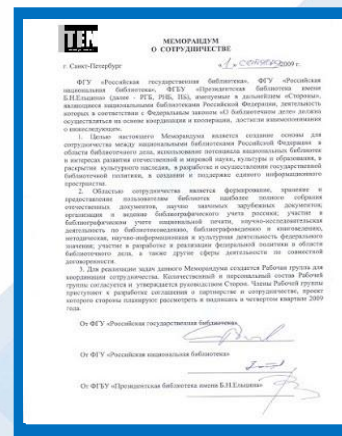 TEN
МЕМОРАНДУМ
О СОТРУДНИЧЕСТВЕ
г. Санкт-Петербург «1» сентября 2009 г.
ФГУ «Российская государственная библиотека», ФГУ «Российская
национальная библиотека», ФГБУ «Президентская библиотека имени
Б.Н.Ельцина» (далее - РГБ, РНБ, ПБ), именуемые в дальнейшем «Стороны»,
являющиеся национальными библиотеками Российской Федерации, деятельность
которых в соответствии с Федеральным законом «О библиотечном деле» должно
осуществляться на основе координации и кооперации, достигли взаимопонимания
о нижеследующем.
1. Целью настоящего Меморандума является создание основы для
сотрудничества между национальными библиотеками Российской Федерации в
области библиотечного дела, использование потенциала национальных библиотек
в интересах развития отечественной и мировой науки, культуры и образования, в
раскрытии культурного наследия, в разработке и осуществлении государственной
библиотечной политики, в создании и поддержке единого информационного
пространства.
2. Областью сотрудничества является формирование, хранение и
предоставление пользователям библиотек наиболее полного собрания
отечественных документов, научно значимых зарубежных документов;
организация и ведение библиографического учета россики; участие в
библиографическом учете национальной печати, научно-исследовательская
деятельность по библиотековедению, библиографоведению и книговедению,
методическая, научно-информационная и культурная деятельность федерального
значения; участие в разработке и реализации федеральной политики в области
библиотечного дела, а также другие сферы деятельности по совместной
договоренности.
3. Для реализации задач данного Меморандума создается Рабочая группа для
координации сотрудничества. Количественный и персональный состав Рабочей
группы согласуется и утверждается руководством Сторон. Члены Рабочей группы
приступают к разработке соглашения о партнерстве и сотрудничестве, проект
которого стороны планируют рассмотреть и подписать в четвертом квартале 2009
года.
От ФГУ «Российская государственная библиотека»
От ФГУ «Российская национальная библиотека»
От ФГБУ «Президентская библиотека имени Б.Н.Ельцина»